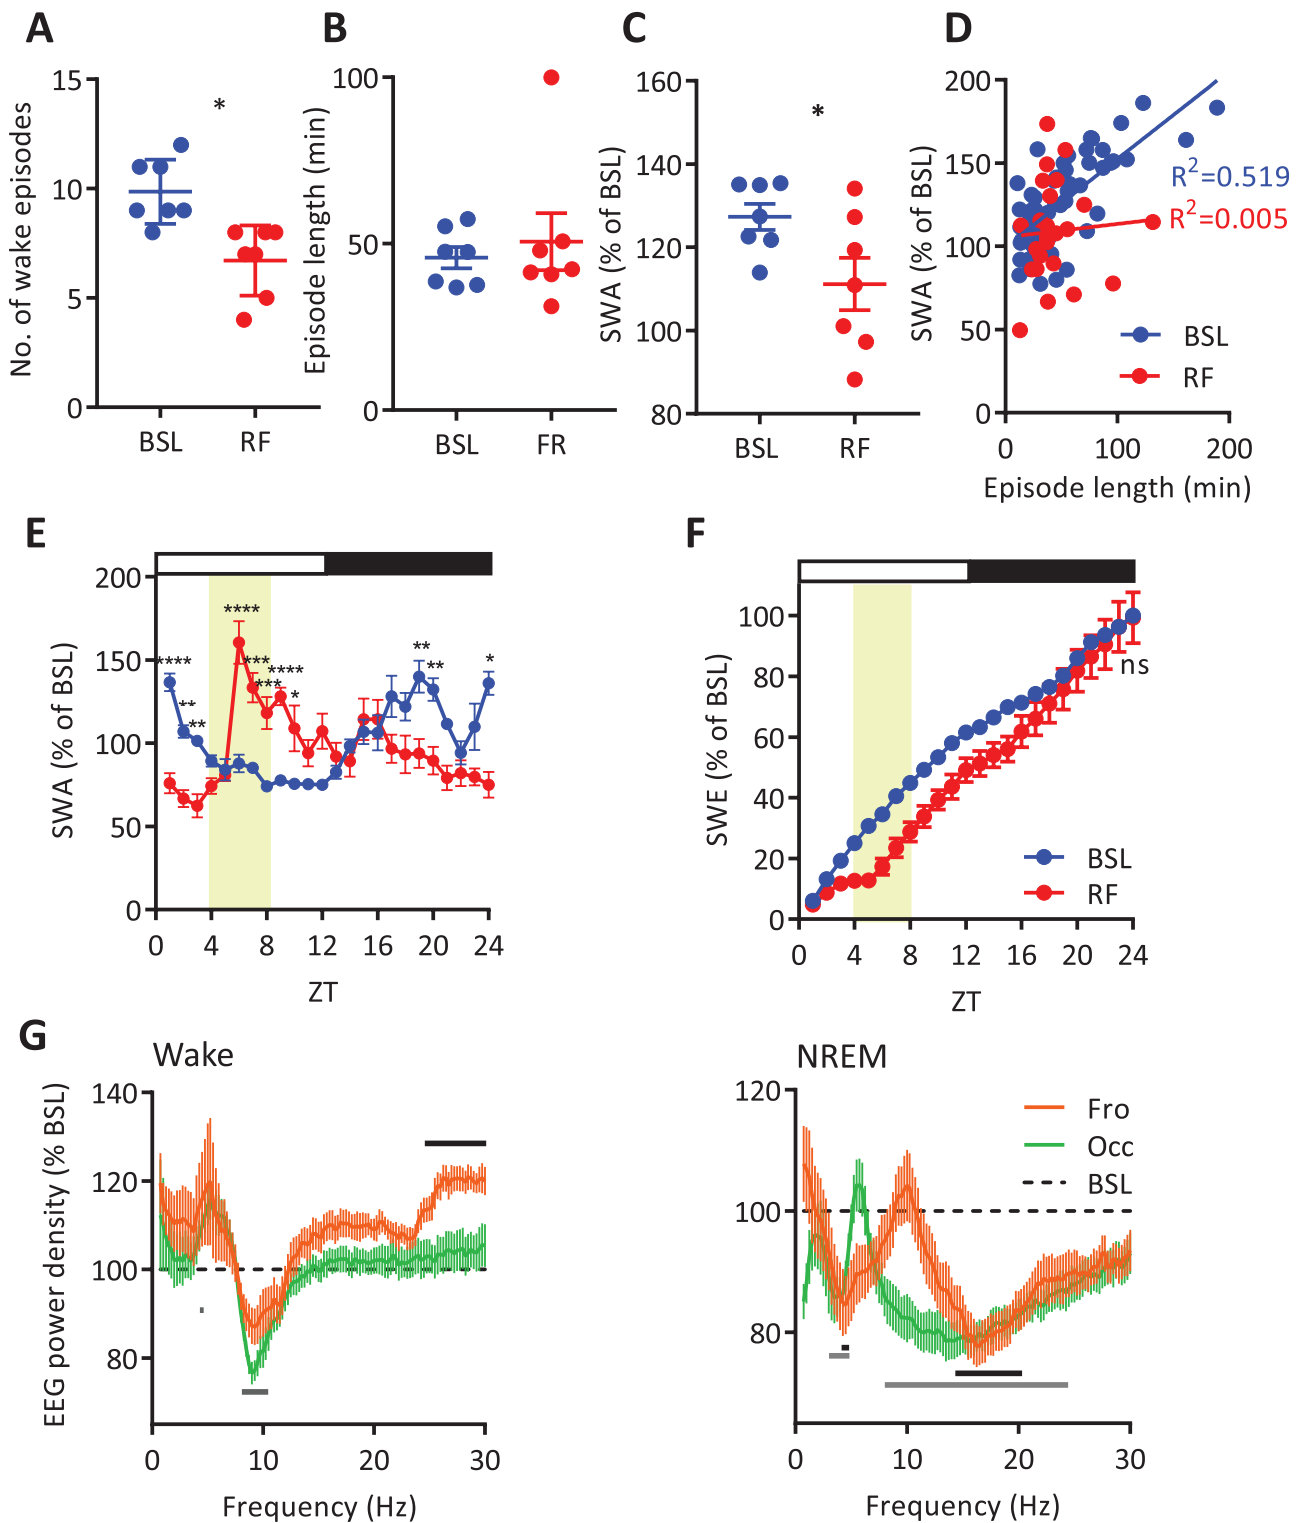 A
B
C
D
No. of wake episodes
15
10
5
0
*
BSL
RF
Episode length (min)
100
50
0
BSL
FR
SWA (% of BSL)
160
140
120
100
80
*
BSL
RF
SWA (% of BSL)
200
150
100
50
0
R²=0.519
R²=0.005
BSL
RF
0
100
200
Episode length (min)
E
F
SWA (% of BSL)
200
150
100
50
0
****
**
**
****
***
***
****
*
**
**
*
0
4
8
12
16
20
24
ZT
SWE (% of BSL)
100
80
60
40
20
0
ns
BSL
RF
0
4
8
12
16
20
24
ZT
G
Wake
EEG power density (% BSL)
140
120
100
80
0
10
20
30
Frequency (Hz)
NREM
120
100
80
Fro
Occ
BSL
0
10
20
30
Frequency (Hz)